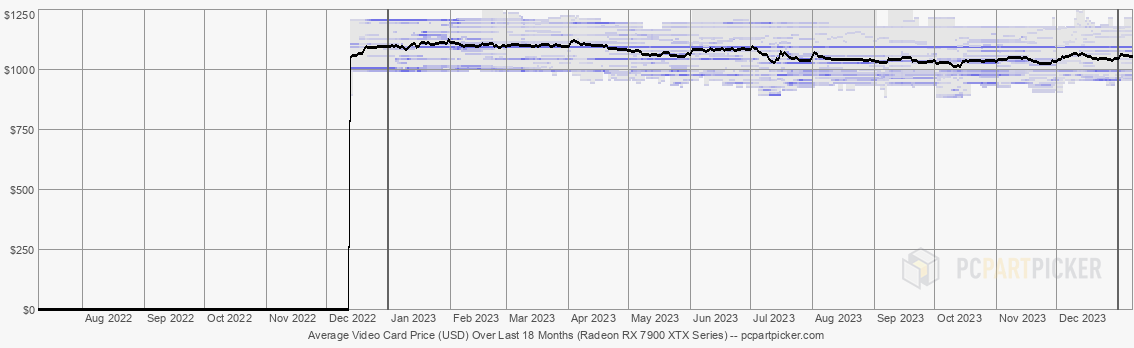 $1250
$1000
$750
$500
$250
$0
PCPARTPICKER
Aug 2022 Sep 2022 Oct 2022 Nov 2022 Dec 2022 Jan 2023 Feb 2023 Mar 2023 Apr 2023 May 2023 Jun 2023 Jul 2023 Aug 2023 Sep 2023 Oct 2023 Nov 2023 Dec 2023
Average Video Card Price (USD) Over Last 18 Months (Radeon RX 7900 XTX Series) -- pcpartpicker.com